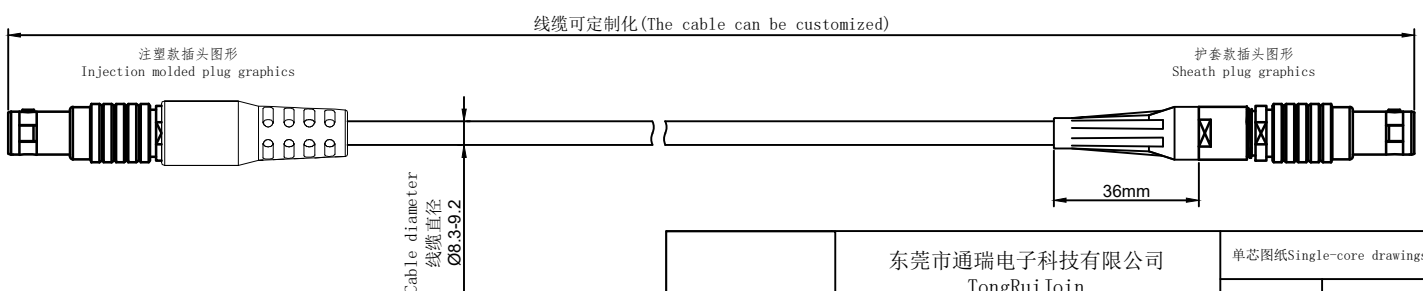 线缆可定制化(The cable can be customized)
注塑款插头图形
Injection molded plug graphics
护套款插头图形
Sheath plug graphics
36mm
Cable diameter
线缆直径
Ø8.3-9.2
东莞市通瑞电子科技有限公司
TongRuiJoin
单芯图纸Single-core drawings